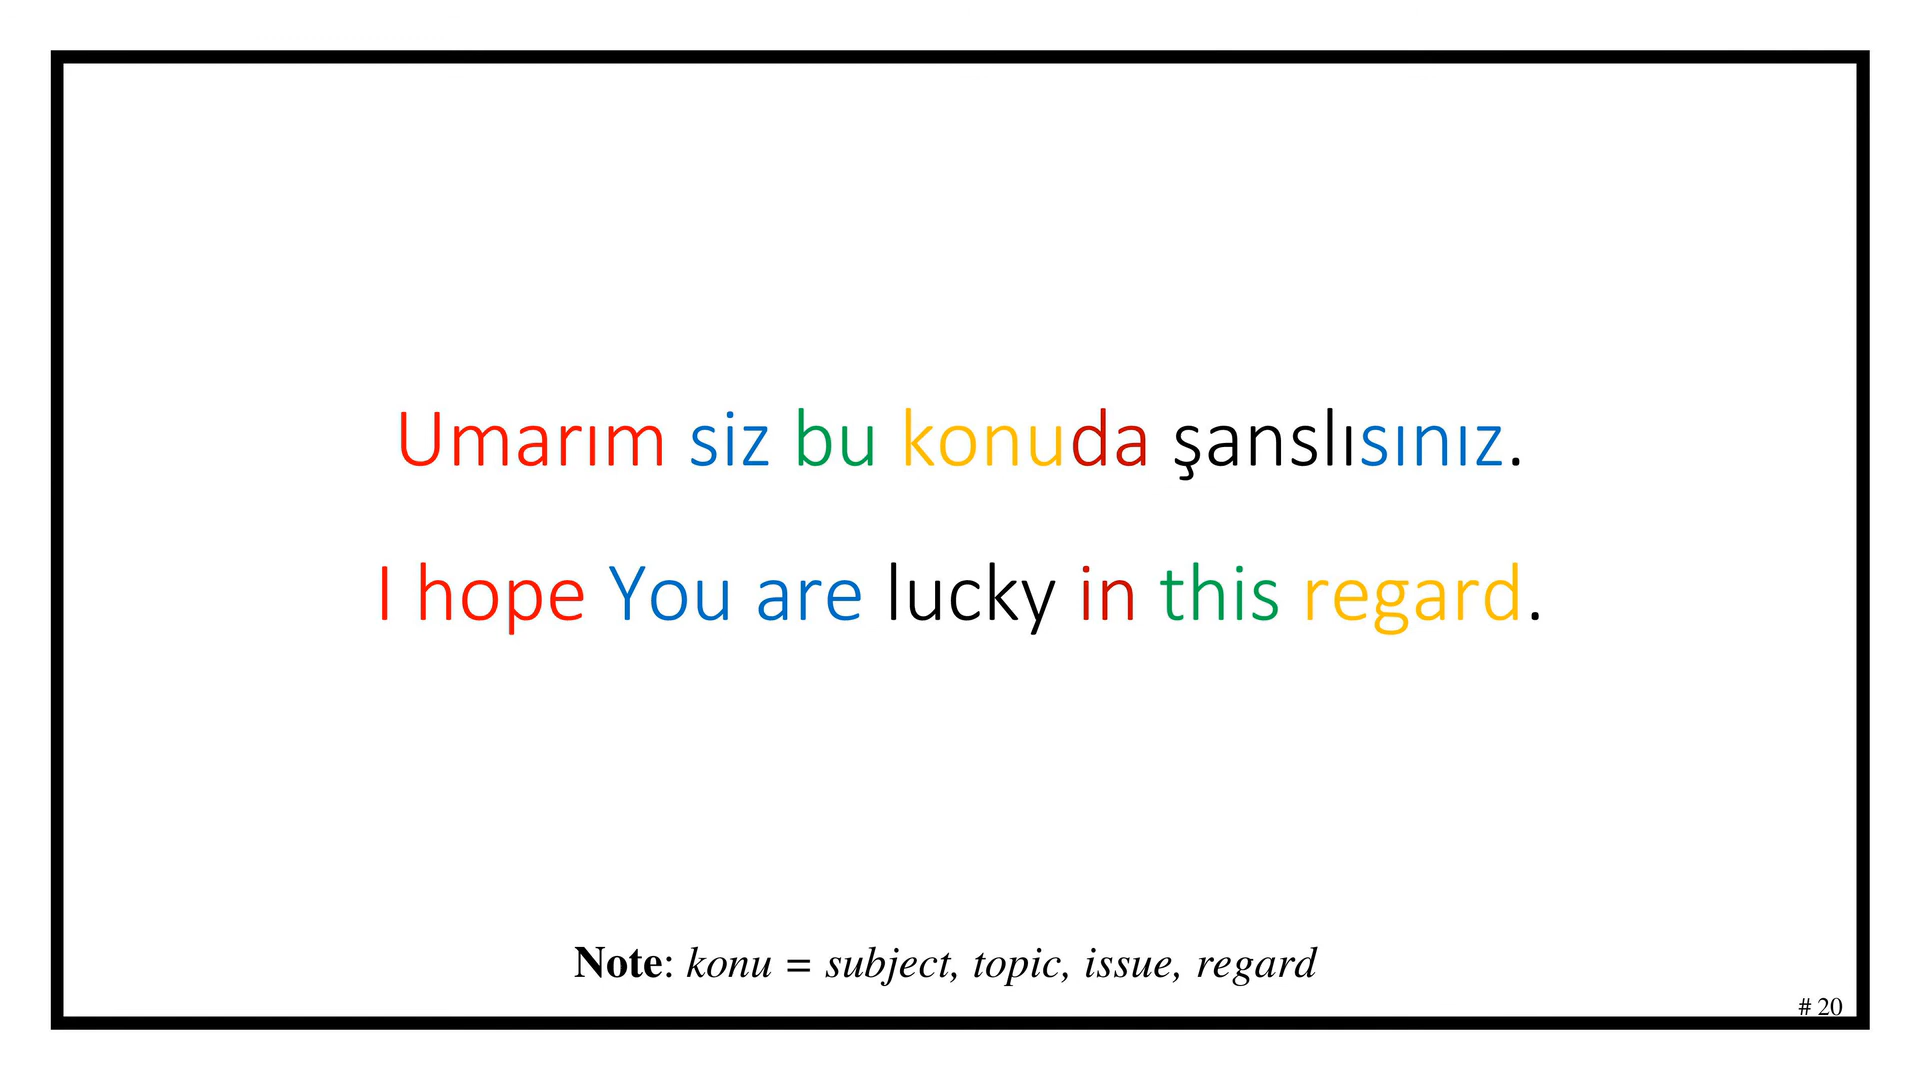 Umarım siz bu konuda şanslısınız.
I hope You are lucky in this regard.
Note: konu = subject, topic, issue, regard
# 20